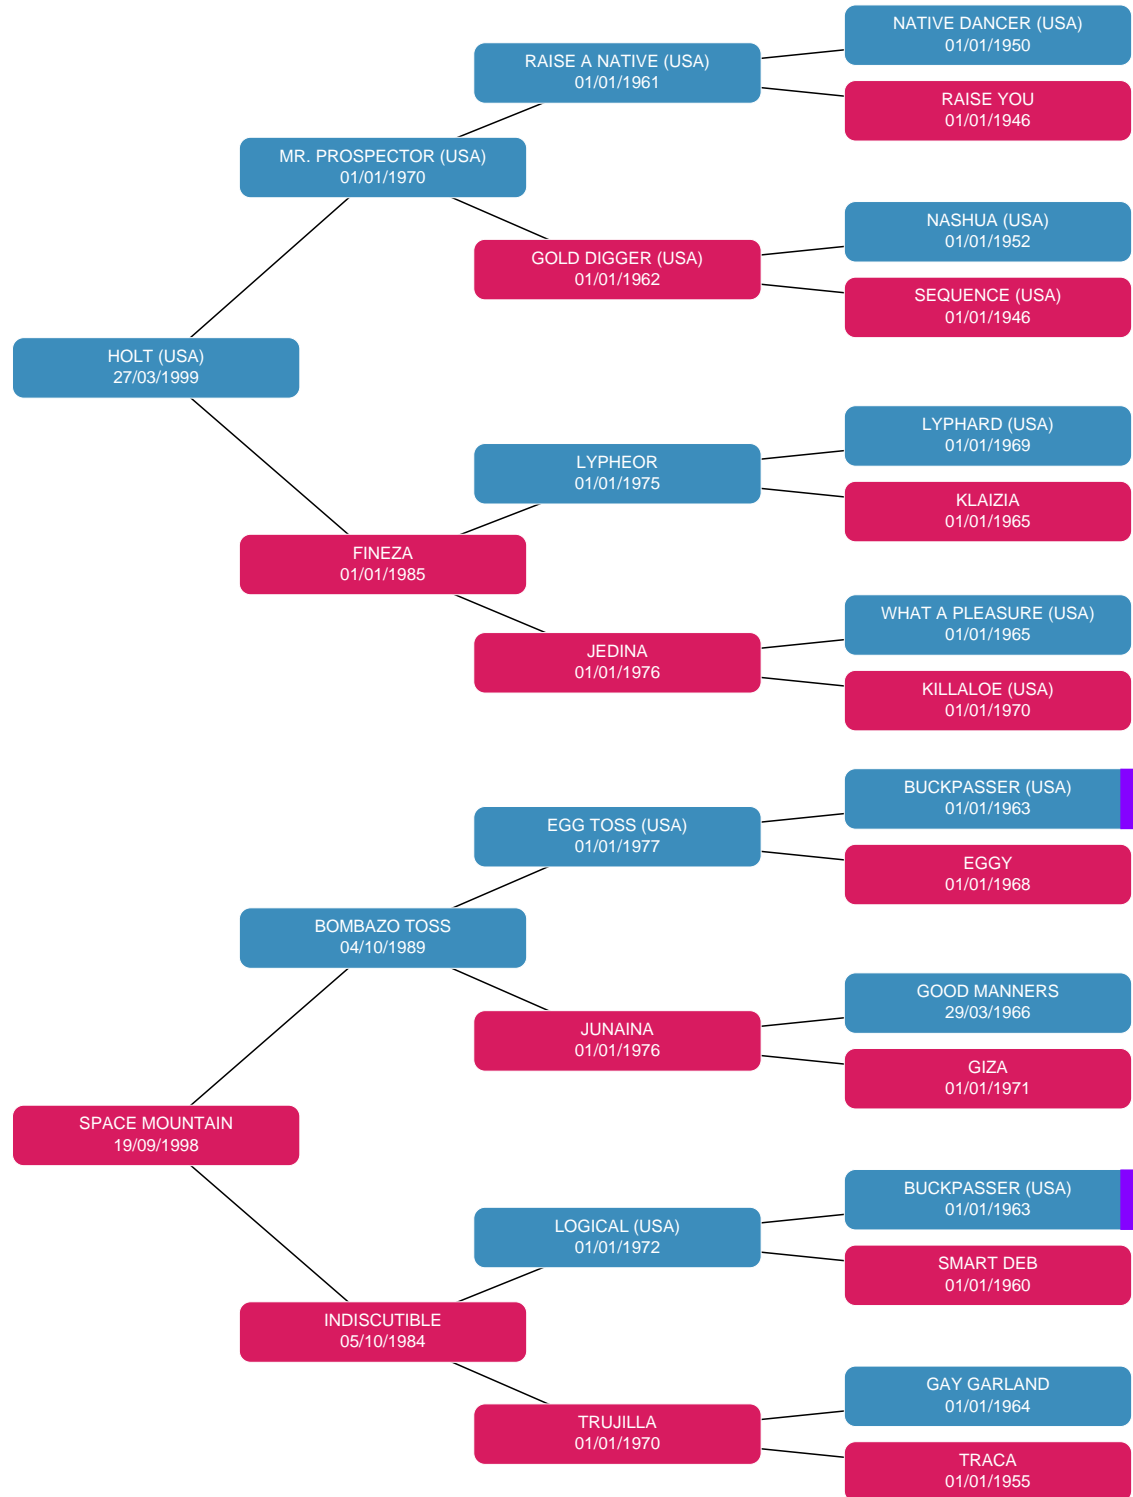 NATIVE DANCER (USA)
01/01/1950
RAISE A NATIVE (USA)
01/01/1961
RAISE YOU
01/01/1946
MR. PROSPECTOR (USA)
01/01/1970
NASHUA (USA)
01/01/1952
GOLD DIGGER (USA)
01/01/1962
SEQUENCE (USA)
01/01/1946
HOLT (USA)
27/03/1999
LYPHARD (USA)
01/01/1969
LYPHEOR
01/01/1975
KLAIZIA
01/01/1965
FINEZA
01/01/1985
WHAT A PLEASURE (USA)
01/01/1965
JEDINA
01/01/1976
KILLALOE (USA)
01/01/1970
BUCKPASSER (USA)
01/01/1963
EGG TOSS (USA)
01/01/1977
EGGY
01/01/1968
BOMBAZO TOSS
04/10/1989
GOOD MANNERS
29/03/1966
JUNAINA
01/01/1976
GIZA
01/01/1971
SPACE MOUNTAIN
19/09/1998
BUCKPASSER (USA)
01/01/1963
LOGICAL (USA)
01/01/1972
SMART DEB
01/01/1960
INDISCUTIBLE
05/10/1984
GAY GARLAND
01/01/1964
TRUJILLA
01/01/1970
TRACA
01/01/1955